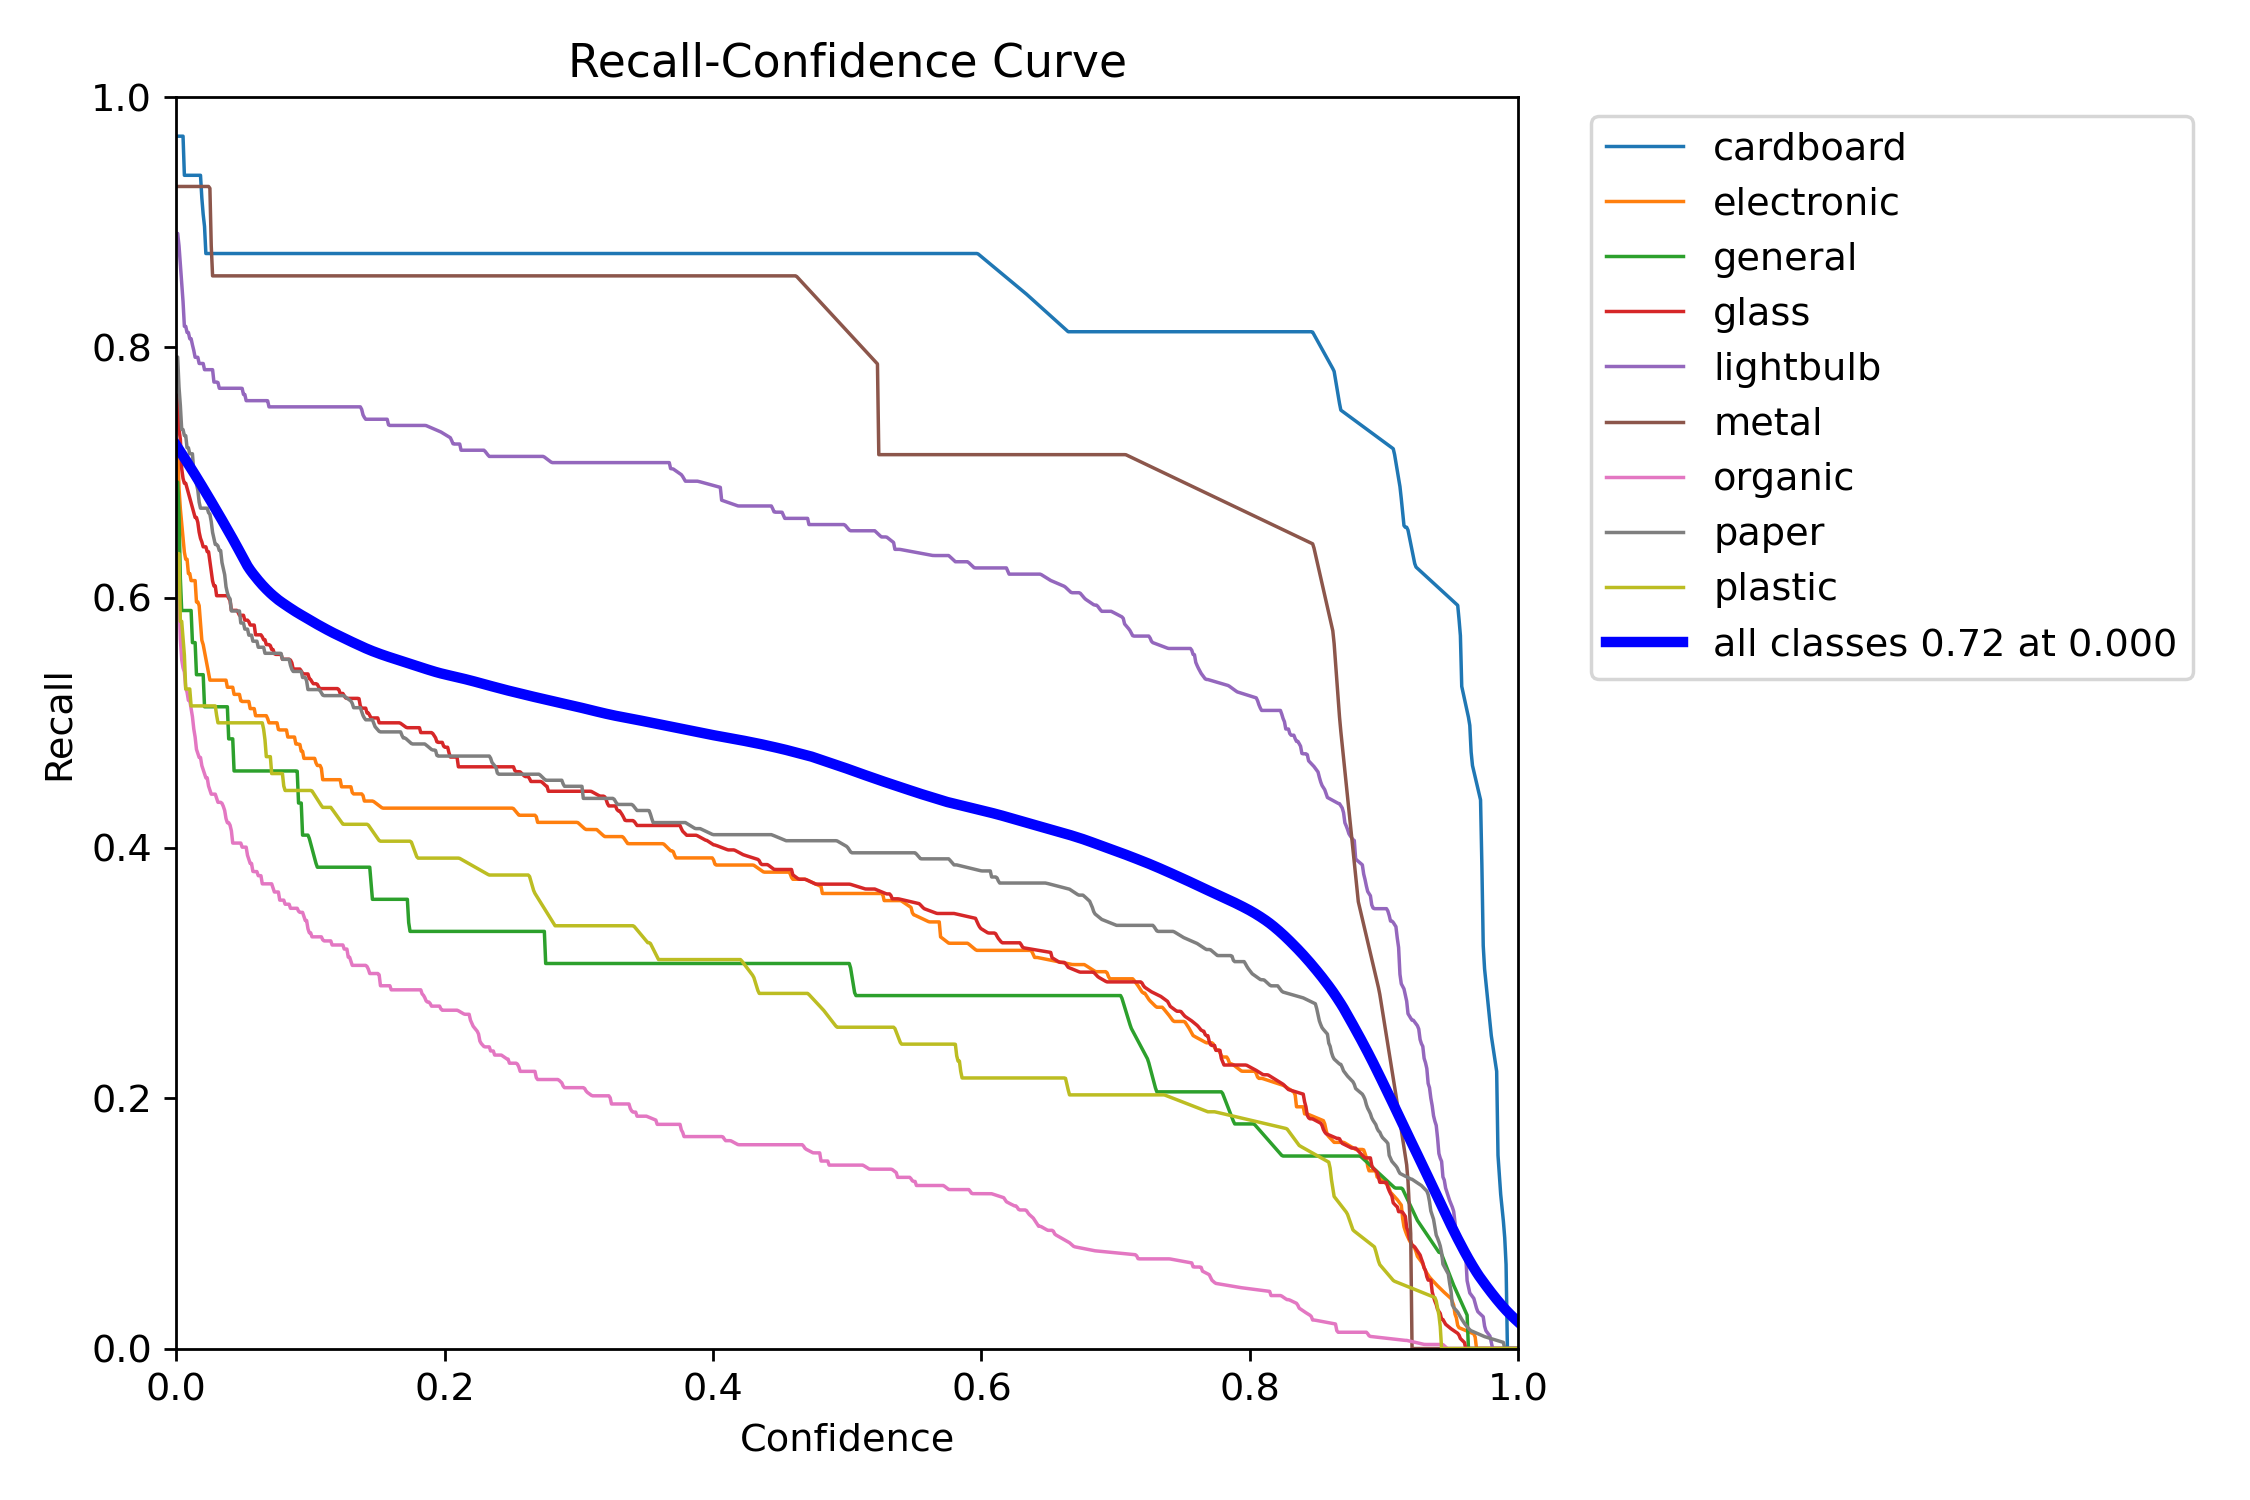 Recall-Confidence Curve
1.0
0.8
0.6
0.4
0.2
0.0
Recall
0.0 0.2 0.4 0.6 0.8 1.0
Confidence
cardboard
electronic
general
glass
lightbulb
metal
organic
paper
plastic
all classes 0.72 at 0.000